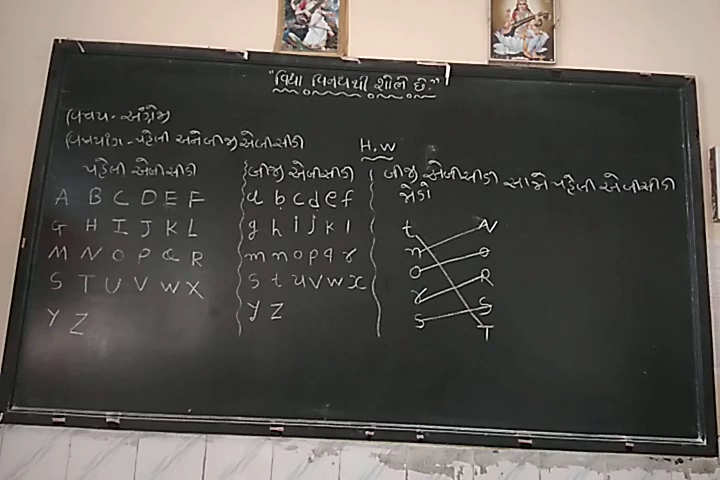 "વિદ્યા વિનયથી શોભે છે."
વિષય - અંગ્રેજી
વિષયાંગ - પહેલી અને બીજી એબીસીડી
પહેલી એબીસીડી
A B C D E F
G H I J K L
M N O P Q R
S T U V W X
Y Z
બીજી એબીસીડી
a b c d e f
g h i j k l
m n o p q r
s t u v w x
y z
H.W
બીજી એબીસીડી સામે પહેલી એબીસીડી
જોડો
t N
n O
o R
r S
s T